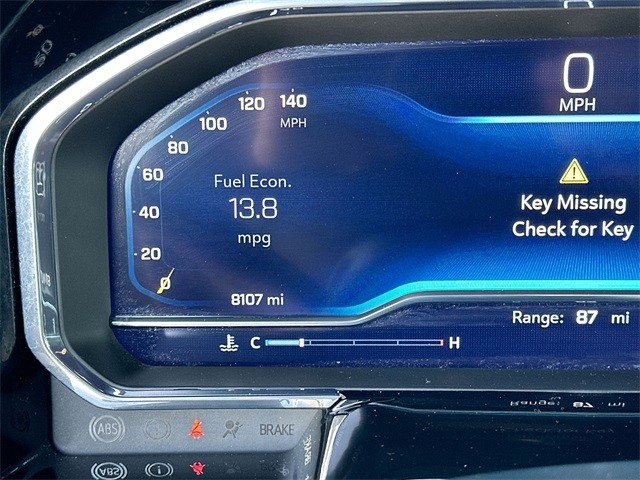 0
MPH
120 140
100 MPH
80
60
40
20
0
Fuel Econ.
13.8
mpg
8107 mi
Key Missing
Check for Key
Range: 87 mi
C H
ABS BRAKE